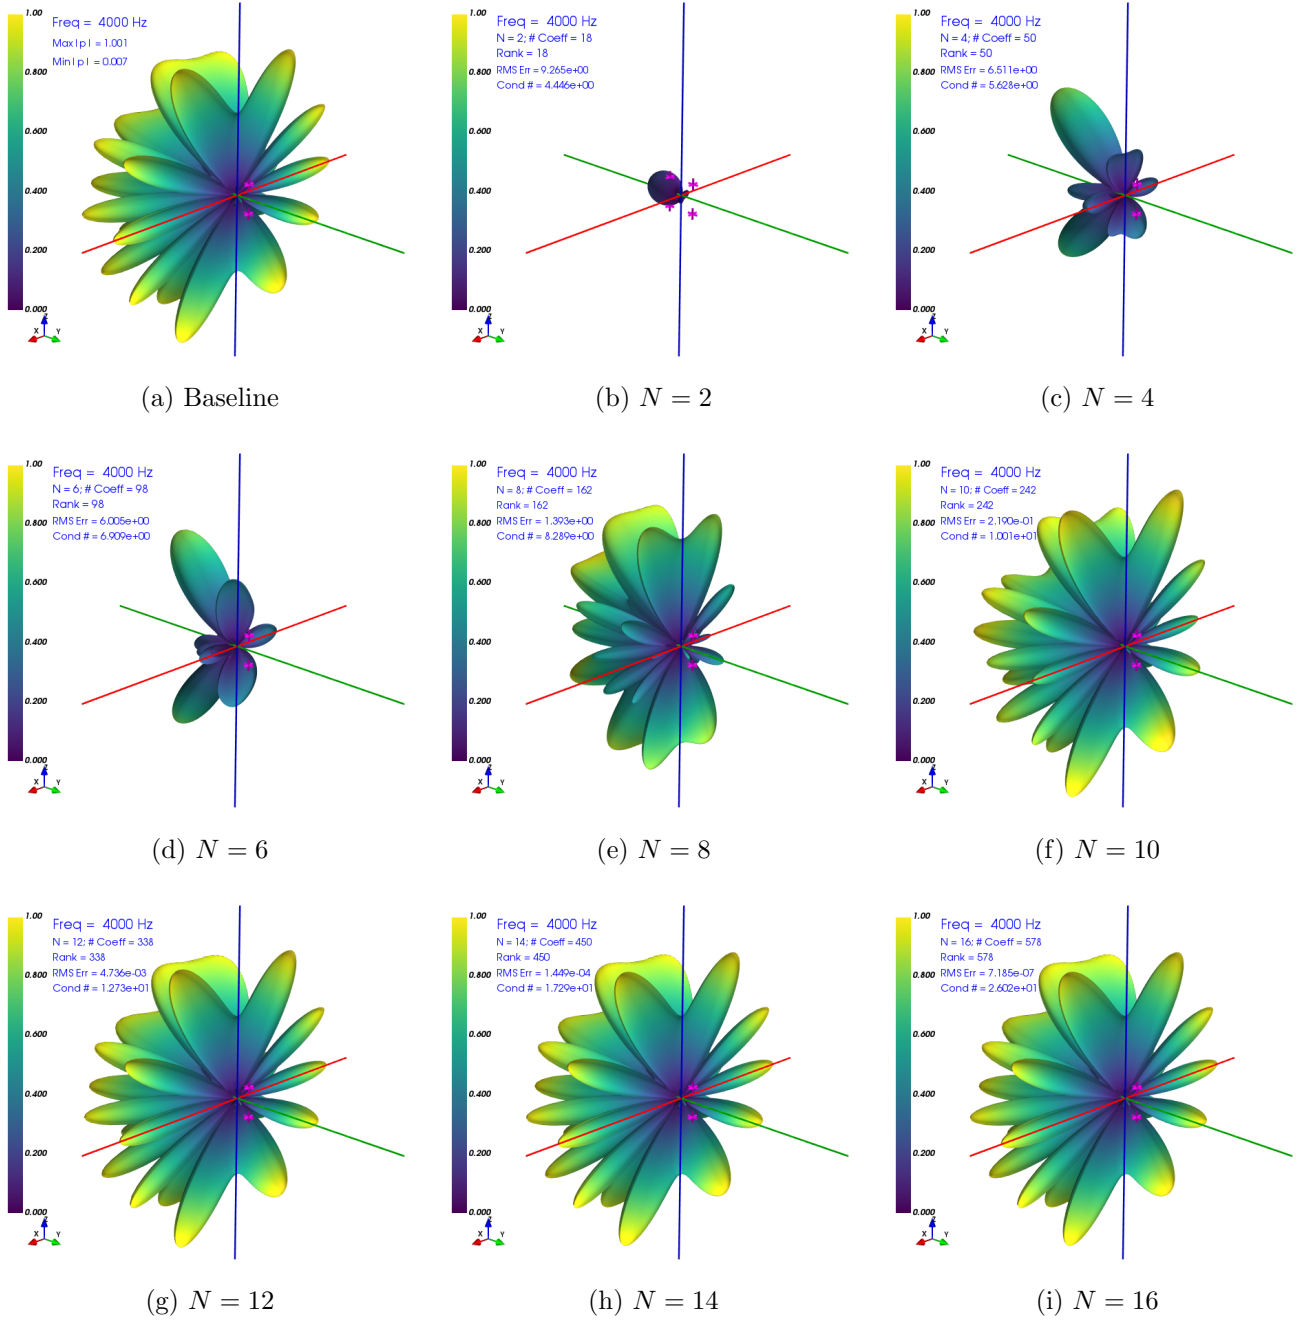 1.00
Freq = 4000 Hz
Max|p| = 1.001
Min|p| = 0.007
0.800
0.600
0.400
0.200
0.000
Z
X
Y
(a) Baseline
1.00
Freq = 4000 Hz
N = 2; # Coeff = 18
Rank = 18
RMS Err = 9.265e+00
Cond # = 4.446e+00
0.800
0.600
0.400
0.200
0.000
Z
X
Y
(b) N = 2
1.00
Freq = 4000 Hz
N = 4; # Coeff = 50
Rank = 50
RMS Err = 6.511e+00
Cond # = 5.628e+00
0.800
0.600
0.400
0.200
0.000
Z
X
Y
(c) N = 4
1.00
Freq = 4000 Hz
N = 6; # Coeff = 98
Rank = 98
RMS Err = 6.005e+00
Cond # = 6.909e+00
0.800
0.600
0.400
0.200
0.000
Z
X
Y
(d) N = 6
1.00
Freq = 4000 Hz
N = 8; # Coeff = 162
Rank = 162
RMS Err = 1.393e+00
Cond # = 8.289e+00
0.800
0.600
0.400
0.200
0.000
Z
X
Y
(e) N = 8
1.00
Freq = 4000 Hz
N = 10; # Coeff = 242
Rank = 242
RMS Err = 2.190e-01
Cond # = 1.001e+01
0.800
0.600
0.400
0.200
0.000
Z
X
Y
(f) N = 10
1.00
Freq = 4000 Hz
N = 12; # Coeff = 338
Rank = 338
RMS Err = 4.736e-03
Cond # = 1.273e+01
0.800
0.600
0.400
0.200
0.000
Z
X
Y
(g) N = 12
1.00
Freq = 4000 Hz
N = 14; # Coeff = 450
Rank = 450
RMS Err = 1.449e-04
Cond # = 1.729e+01
0.800
0.600
0.400
0.200
0.000
Z
X
Y
(h) N = 14
1.00
Freq = 4000 Hz
N = 16; # Coeff = 578
Rank = 578
RMS Err = 7.185e-07
Cond # = 2.602e+01
0.800
0.600
0.400
0.200
0.000
Z
X
Y
(i) N = 16